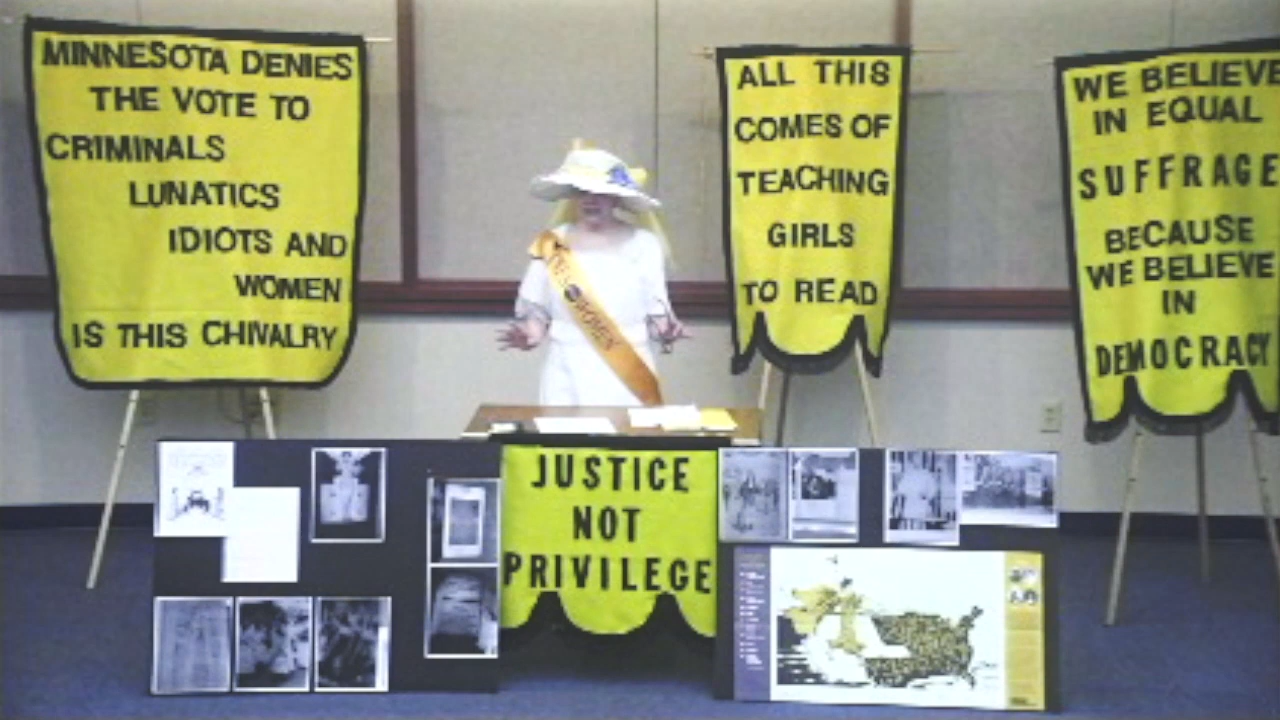 MINNESOTA DENIES
THE VOTE TO
CRIMINALS
LUNATICS
IDIOTS AND
WOMEN
IS THIS CHIVALRY
ALL THIS
COMES OF
TEACHING
GIRLS
TO READ
WE BELIEVE
IN EQUAL
SUFFRAGE
BECAUSE
WE BELIEVE
IN
DEMOCRACY
WOMEN
JUSTICE
NOT
PRIVILEGE